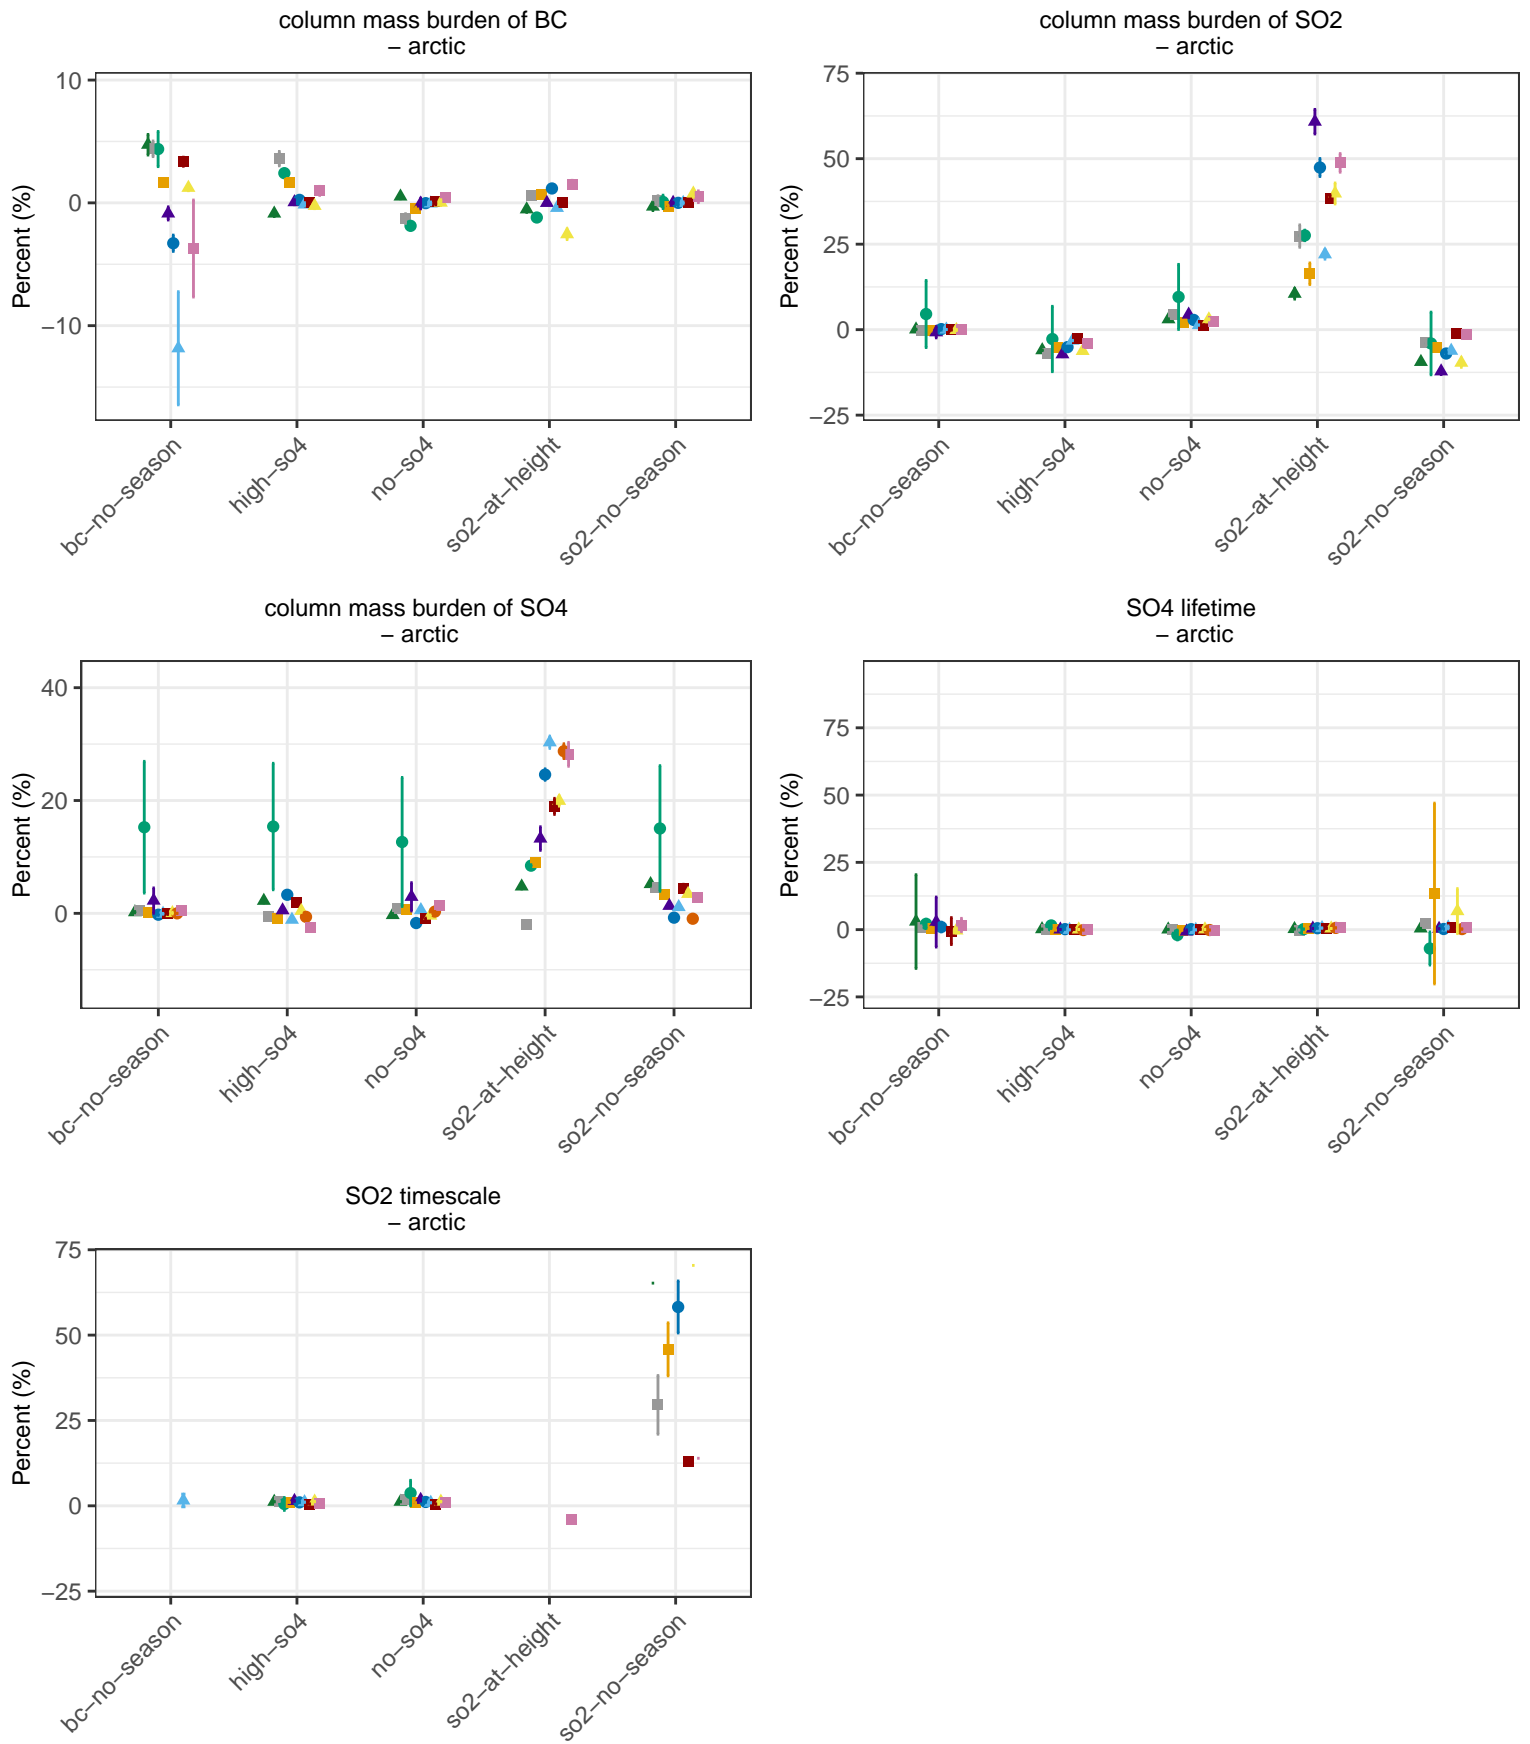 column mass burden of BC
– arctic
Percent (%)
10
0
−10
bc−no−season
high−so4
no−so4
so2−at−height
so2−no−season
column mass burden of SO2
– arctic
Percent (%)
75
50
25
0
−25
bc−no−season
high−so4
no−so4
so2−at−height
so2−no−season
column mass burden of SO4
– arctic
Percent (%)
40
20
0
bc−no−season
high−so4
no−so4
so2−at−height
so2−no−season
SO4 lifetime
– arctic
Percent (%)
75
50
25
0
−25
bc−no−season
high−so4
no−so4
so2−at−height
so2−no−season
SO2 timescale
– arctic
Percent (%)
75
50
25
0
−25
bc−no−season
high−so4
no−so4
so2−at−height
so2−no−season